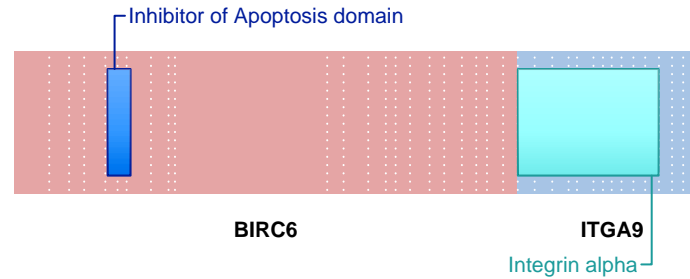 Inhibitor of Apoptosis domain
BIRC6
ITGA9
Integrin alpha